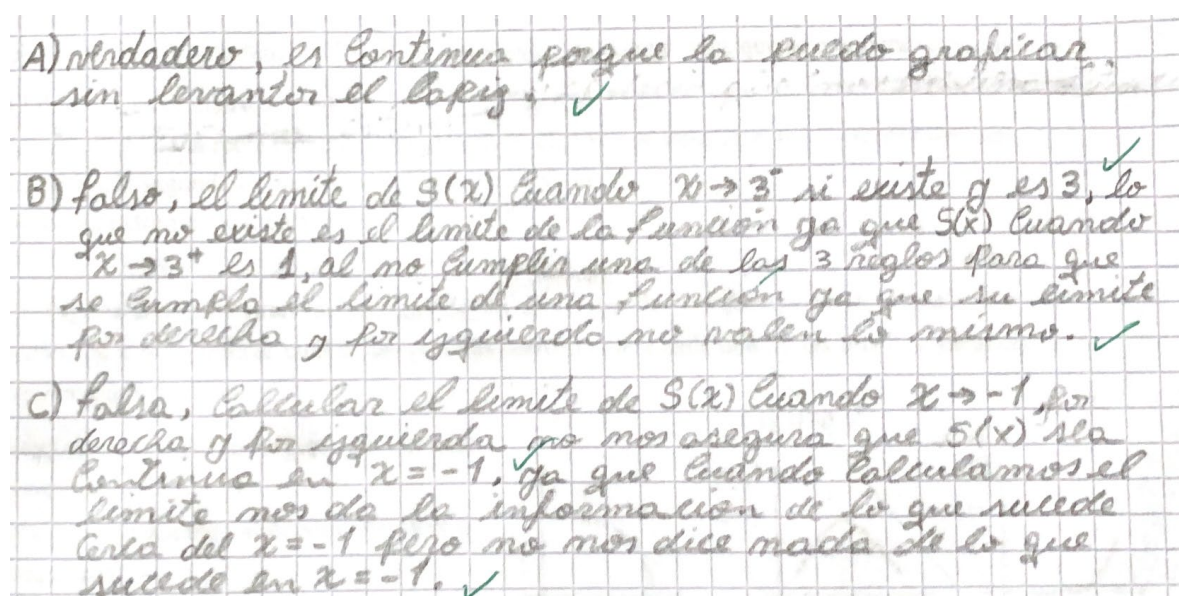 A) verdadero, es continua porque la puedo graficar.
sin levantar el lapiz.
B) falso, el limite de S(x) cuando x → 3⁻ si existe y es 3, lo
que no existe es el limite de la función ya que S(x) cuando
x → 3⁺ es 1, al no cumplir una de las 3 reglas para que
se cumpla el limite de una función ya que su limite
por derecha y por izquierda no valen lo mismo.
C) falsa, calcular el limite de S(x) cuando x → -1, por
derecha y por izquierda no nos asegura que S(x) sea
continua en x = -1. ya que cuando calculamos el
limite nos da la información de lo que sucede
cerca del x = -1 pero no nos dice nada de lo que
sucede en x = -1.